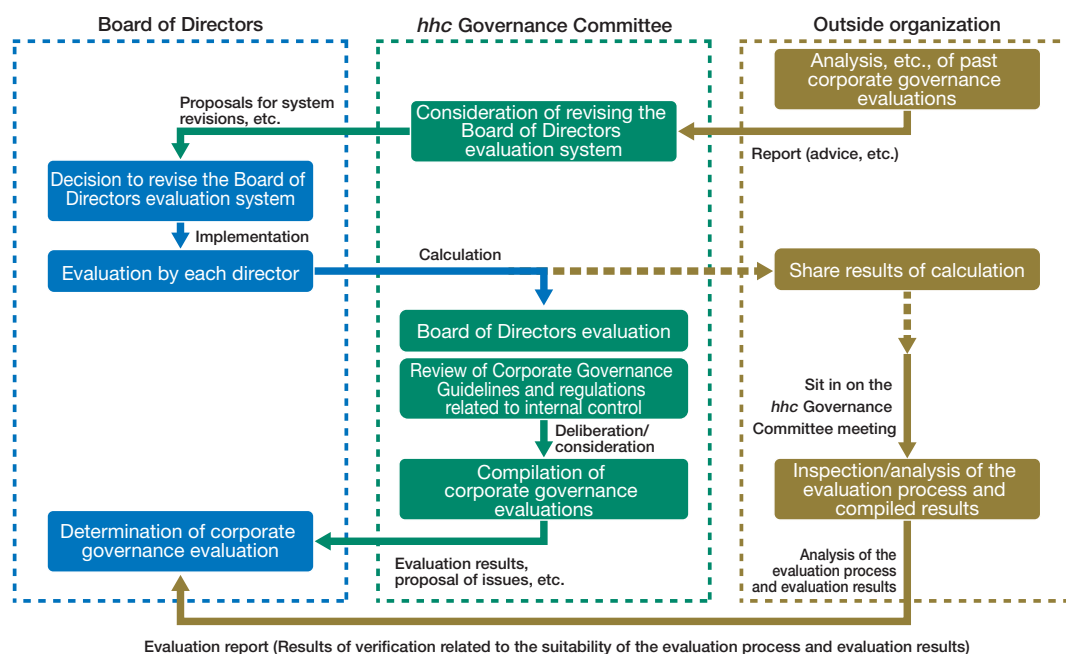 Board of Directors
hhc Governance Committee
Outside organization
Analysis, etc., of past
corporate governance
evaluations
Proposals for system
revisions, etc.
Consideration of revising the
Board of Directors
evaluation system
Report (advice, etc.)
Decision to revise the Board of
Directors evaluation system
Implementation
Evaluation by each director
Calculation
Share results of calculation
Board of Directors evaluation
Review of Corporate Governance
Guidelines and regulations
related to internal control
Sit in on the
hhc Governance
Committee meeting
Deliberation/
consideration
Compilation of
corporate governance
evaluations
Inspection/analysis of the
evaluation process and
compiled results
Determination of corporate
governance evaluation
Evaluation results,
proposal of issues, etc.
Analysis of the
evaluation process
and evaluation results
Evaluation report (Results of verification related to the suitability of the evaluation process and evaluation results)